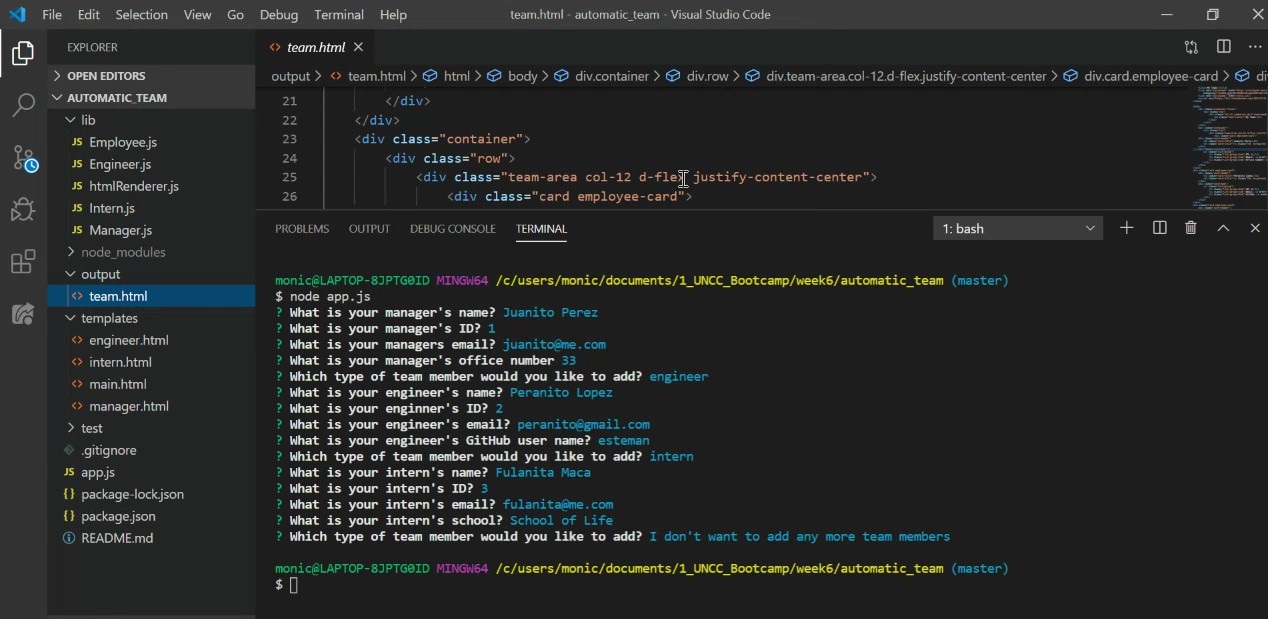 File Edit Selection View Go Debug Terminal Help team.html - automatic_team - Visual Studio Code
EXPLORER
OPEN EDITORS
AUTOMATIC_TEAM
lib
JS Employee.js
JS Engineer.js
JS htmlRenderer.js
JS Intern.js
JS Manager.js
node_modules
output
<> team.html
templates
<> engineer.html
<> intern.html
<> main.html
<> manager.html
test
.gitignore
JS app.js
{} package-lock.json
{} package.json
README.md
<> team.html
output > <> team.html > html > body > div.container > div.row > div.team-area.col-12.d-flex.justify-content-center > div.card.employee-card > di
21 </div>
22 </div>
23 <div class="container">
24 <div class="row">
25 <div class="team-area col-12 d-flex justify-content-center">
26 <div class="card employee-card">
PROBLEMS OUTPUT DEBUG CONSOLE TERMINAL 1: bash
monic@LAPTOP-8JPTG0ID MINGW64 /c/users/monic/documents/1_UNCC_Bootcamp/week6/automatic_team (master)
$ node app.js
? What is your manager's name? Juanito Perez
? What is your manager's ID? 1
? What is your managers email? juanito@me.com
? What is your manager's office number 33
? Which type of team member would you like to add? engineer
? What is your engineer's name? Peranito Lopez
? What is your enginner's ID? 2
? What is your engineer's email? peranito@gmail.com
? What is your engineer's GitHub user name? esteman
? Which type of team member would you like to add? intern
? What is your intern's name? Fulanita Maca
? What is your intern's ID? 3
? What is your intern's email? fulanita@me.com
? What is your intern's school? School of Life
? Which type of team member would you like to add? I don't want to add any more team members
monic@LAPTOP-8JPTG0ID MINGW64 /c/users/monic/documents/1_UNCC_Bootcamp/week6/automatic_team (master)
$